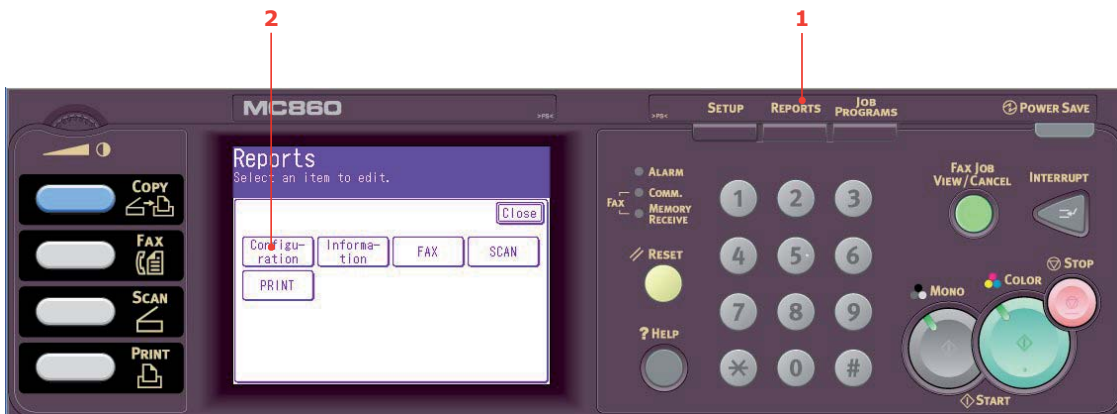 2
1
MC860
>PS<
>PS<
SETUP
REPORTS
JOB
PROGRAMS
POWER SAVE
COPY
FAX
SCAN
PRINT
Reports
Select an item to edit.
Close
Configu-
ration
Informa-
tion
FAX
SCAN
PRINT
ALARM
FAX
COMM.
MEMORY
RECEIVE
RESET
? HELP
1
2
3
4
5
6
7
8
9
*
0
#
FAX JOB
VIEW/CANCEL
INTERRUPT
STOP
MONO
COLOR
START